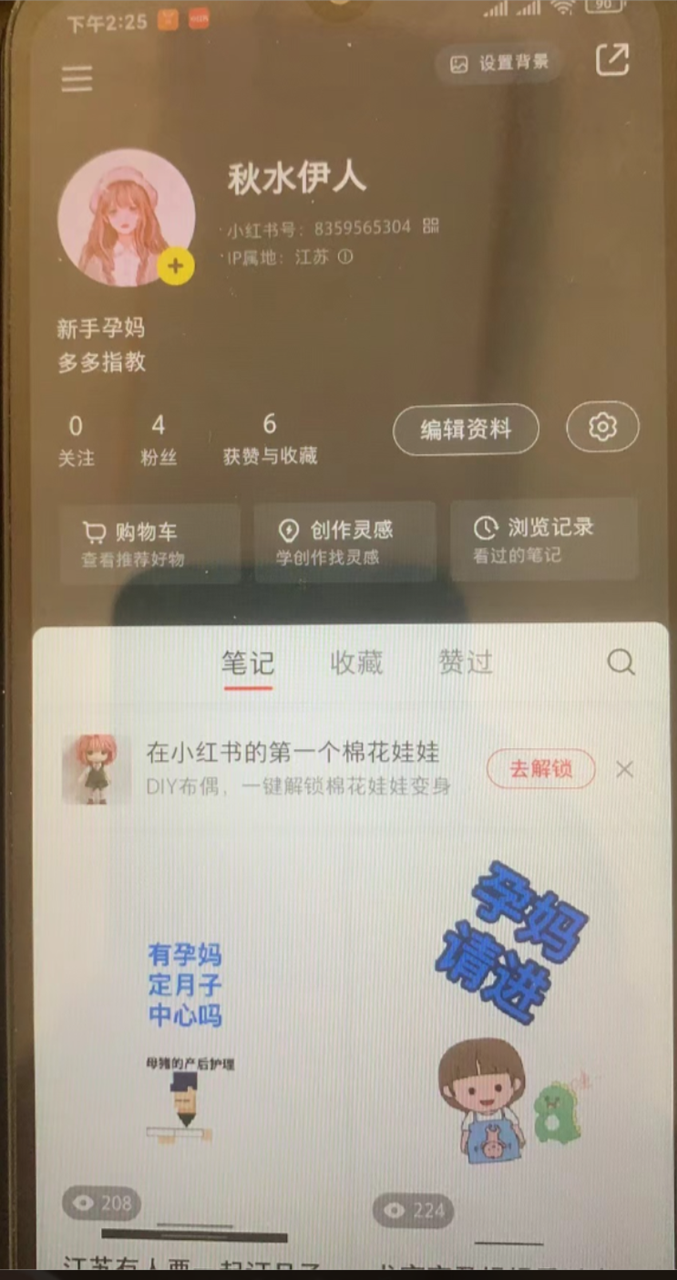 下午2:25
90
设置背景
秋水伊人
小红书号：8359565304
IP属地：江苏
新手孕妈
多多指教
0 4 6
关注 粉丝 获赞与收藏
编辑资料
购物车 创作灵感 浏览记录
查看推荐好物 学创作找灵感 看过的笔记
笔记 收藏 赞过
在小红书的第一个棉花娃娃
DIY布偶，一键解锁棉花娃娃变身
去解锁
有孕妈
定月子
中心吗
母猪的产后护理
208
孕妈
请进
224
江苏有人要一起订月子